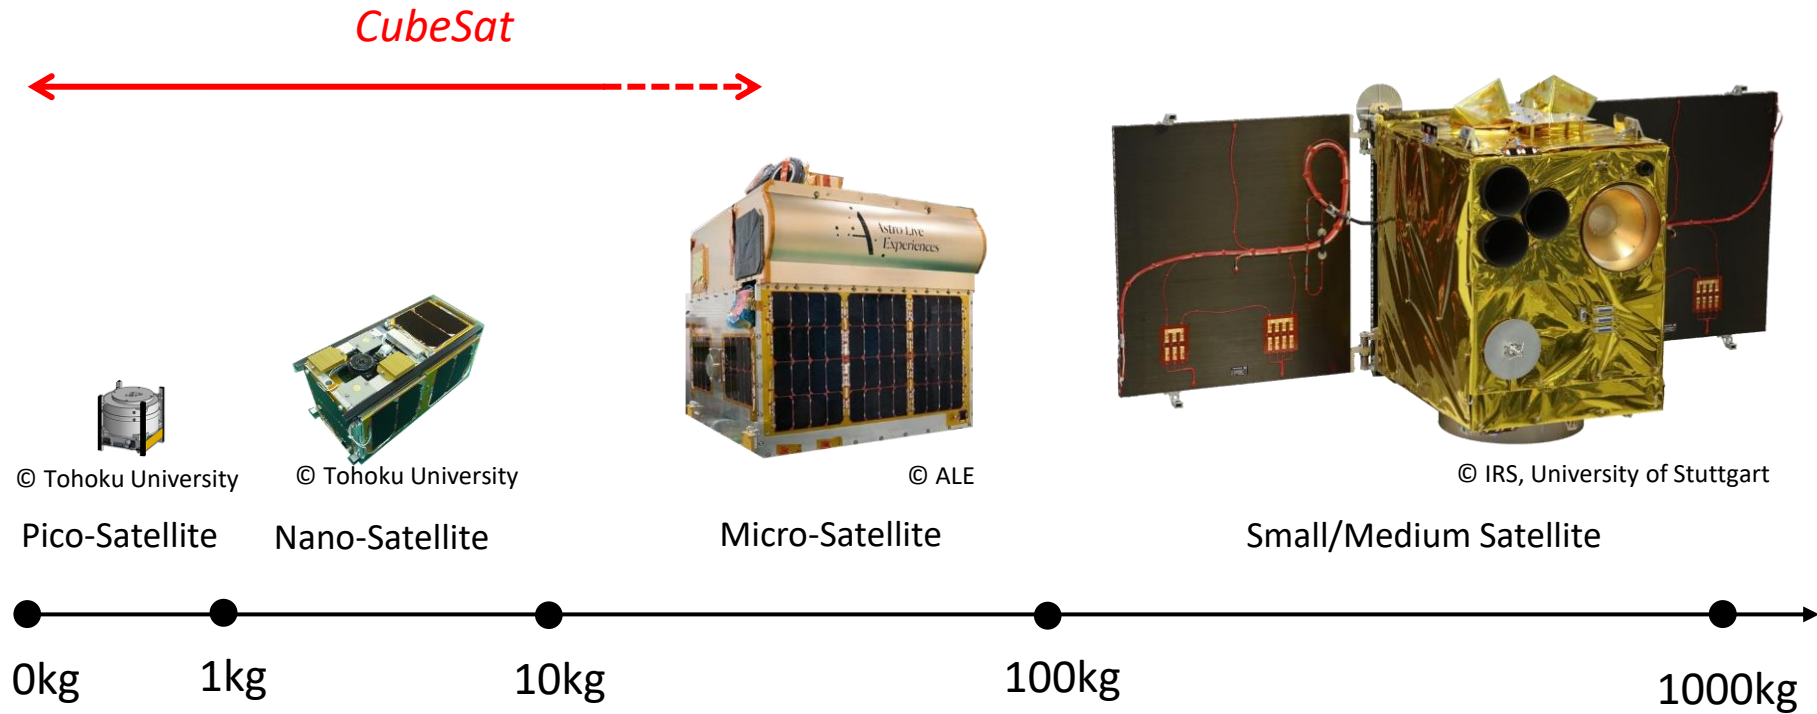 CubeSat
Astro Live
Experiences
© Tohoku University
© Tohoku University
© ALE
© IRS, University of Stuttgart
Pico-Satellite
Nano-Satellite
Micro-Satellite
Small/Medium Satellite
0kg
1kg
10kg
100kg
1000kg